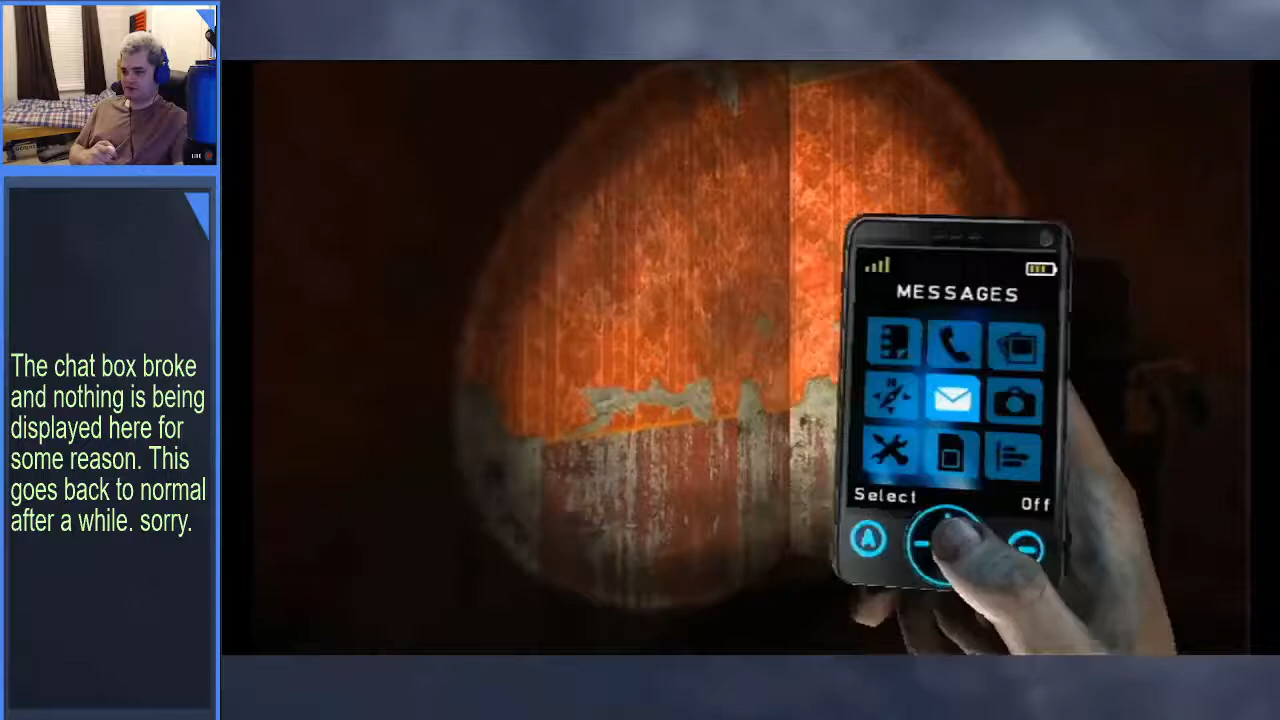 LIVE
The chat box broke
and nothing is being
displayed here for
some reason. This
goes back to normal
after a while. sorry.
MESSAGES
N
Select
Off
A